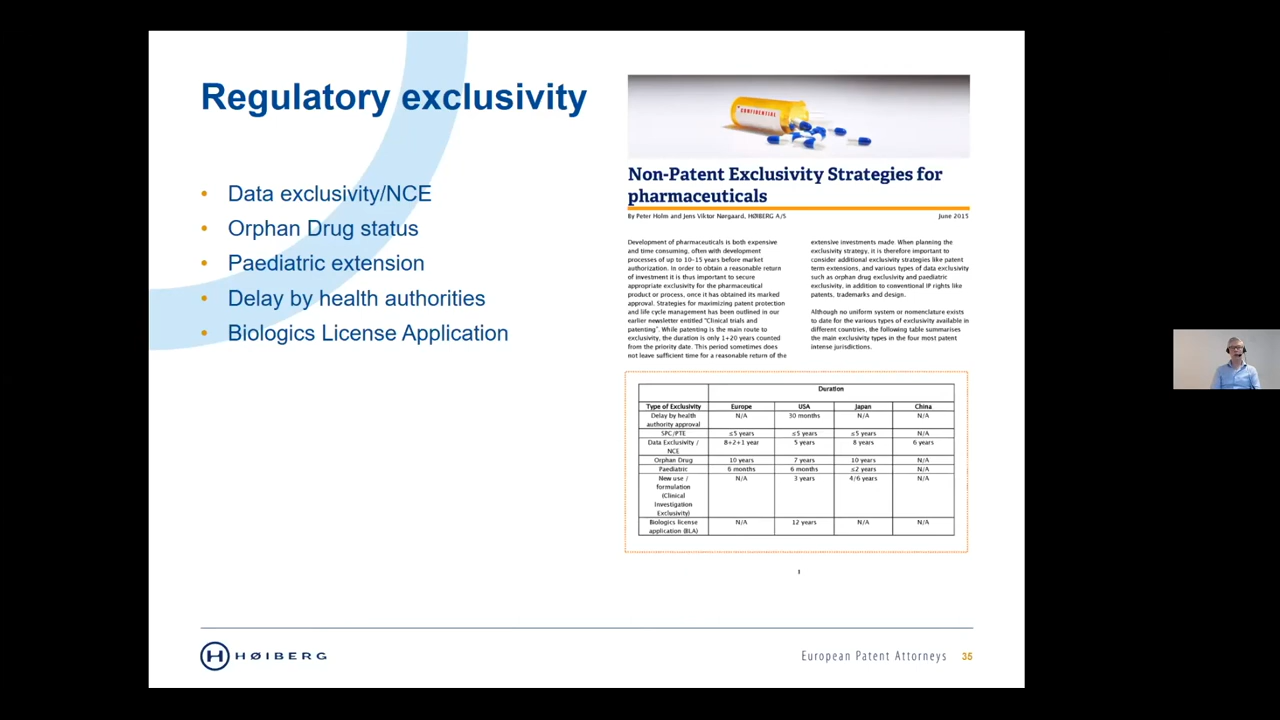 Regulatory exclusivity
• Data exclusivity/NCE
• Orphan Drug status
• Paediatric extension
• Delay by health authorities
• Biologics License Application
CONFIDENTIAL
Non-Patent Exclusivity Strategies for
pharmaceuticals
By Peter Holm and Jens Viktor Nørgaard, HØIBERG A/S June 2015
Development of pharmaceuticals is both expensive
and time consuming, often with development
processes of up to 10-15 years before market
authorization. In order to obtain a reasonable return
of investment it is thus important to secure
appropriate exclusivity for the pharmaceutical
product or process, once it has obtained its marked
approval. Strategies for maximizing patent protection
and life cycle management has been outlined in our
earlier newsletter entitled "Clinical trials and
patenting". While patenting is the main route to
exclusivity, the duration is only 1+20 years counted
from the priority date. This period sometimes does
not leave sufficient time for a reasonable return of the
extensive investments made. When planning the
exclusivity strategy, it is therefore important to
consider additional exclusivity strategies like patent
term extensions, and various types of data exclusivity
such as orphan drug exclusivity and paediatric
exclusivity, in addition to conventional IP rights like
patents, trademarks and design.
Although no uniform system or nomenclature exists
to date for the various types of exclusivity available in
different countries, the following table summarises
the main exclusivity types in the four most patent
intense jurisdictions.
Duration
Type of Exclusivity Europe USA Japan China
Delay by health N/A 30 months N/A N/A
authority approval
SPC/PTE ≤5 years ≤5 years ≤5 years N/A
Data Exclusivity / 8+2+1 year 5 years 8 years 6 years
NCE
Orphan Drug 10 years 7 years 10 years N/A
Paediatric 6 months 6 months ≤2 years N/A
New use / N/A 3 years 4/6 years N/A
formulation
(Clinical
Investigation
Exclusivity)
Biologics license N/A 12 years N/A N/A
application (BLA)
1
H HØIBERG
European Patent Attorneys 35